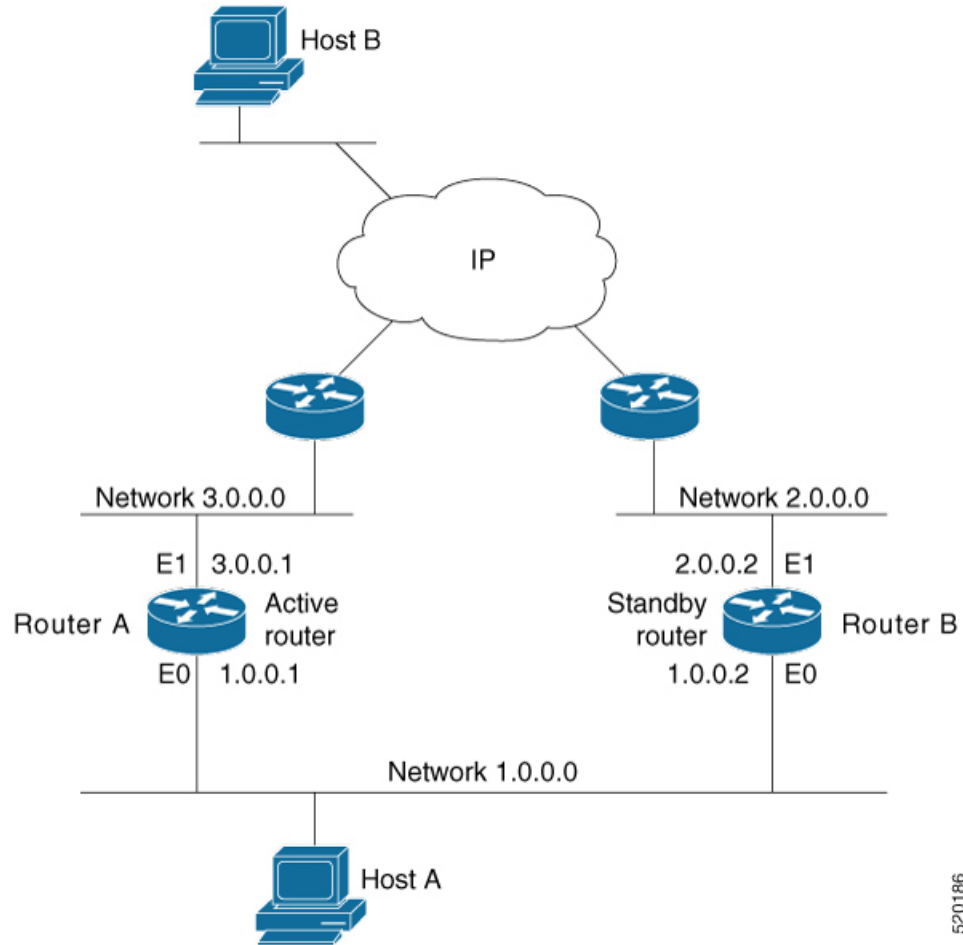 Host B
IP
Network 3.0.0.0
Network 2.0.0.0
E1 3.0.0.1
2.0.0.2 E1
Router A
Active
router
Standby
router
Router B
E0 1.0.0.1
1.0.0.2 E0
Network 1.0.0.0
Host A
520186